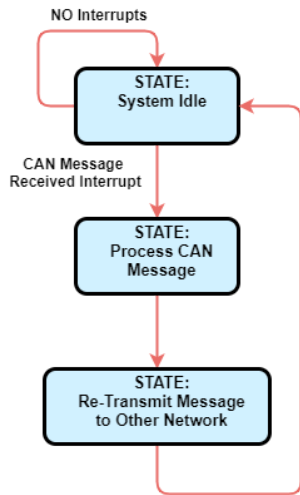 NO Interrupts
STATE:
System Idle
CAN Message
Received Interrupt
STATE:
Process CAN
Message
STATE:
Re-Transmit Message
to Other Network